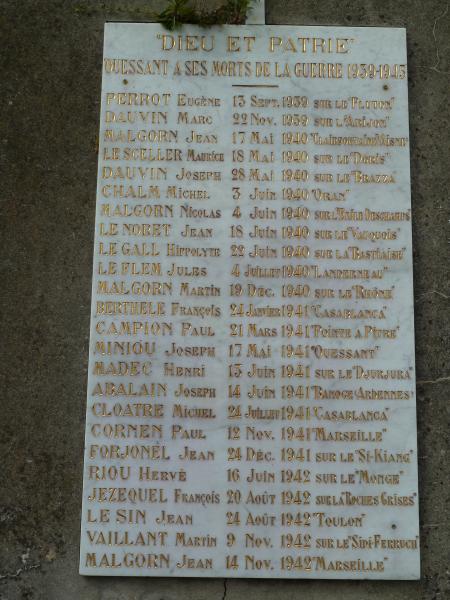 "DIEU ET PATRIE"
OUESSANT A SES MORTS DE LA GUERRE 1939-1945
PERROT EUGÈNE 13 SEPT. 1939 SUR LE "PLUTON"
DAUVIN MARC 22 NOV. 1939 SUR L'"ARIJON"
MALGORN JEAN 17 MAI 1940
LESCELLER MAURICE 18 MAI 1940 SUR LE "DORIS"
DAUVIN JOSEPH 28 MAI 1940 SUR LE "BRAZZA"
CHALM MICHEL 3 JUIN 1940 "ORAN"
MALGORN NICOLAS 4 JUIN 1940 SUR L'"EMILE DESCHAMPS"
LE NORET JEAN 18 JUIN 1940 SUR LE "VAUQUOIS"
LE GALL HIPPOLYTE 22 JUIN 1940 SUR LA "BASTIAISE"
LE FLEM JULES 4 JUILLET 1940 "LANDERNEAU"
MALGORN MARTIN 19 DÉC. 1940 SUR LE "RHÔNE"
BERTHELE FRANÇOIS 24 JANVIER 1941 "CASABLANCA"
CAMPION PAUL 21 MARS 1941 "POINTE A PITRE"
MINIOU JOSEPH 17 MAI 1941 "OUESSANT"
MADEC HENRI 13 JUIN 1941 SUR LE "DJURJURA"
ABALAIN JOSEPH 14 JUIN 1941 "BANOGE (ARDENNES)"
CLOATRE MICHEL 24 JUILLET 1941 "CASABLANCA"
CORNEN PAUL 12 NOV. 1941 "MARSEILLE"
FORJONEL JEAN 24 DÉC. 1941 SUR LE "SI-KIANG"
RIOU HERVÉ 16 JUIN 1942 SUR LE "MONGE"
JEZEQUEL FRANÇOIS 20 AOÛT 1942 SUR LA "ROCHES GRISES"
LE SIN JEAN 24 AOÛT 1942 "TOULON"
VAILLANT MARTIN 9 NOV. 1942 SUR LE "SIDI-FERRUCH"
MALGORN JEAN 14 NOV. 1942 "MARSEILLE"